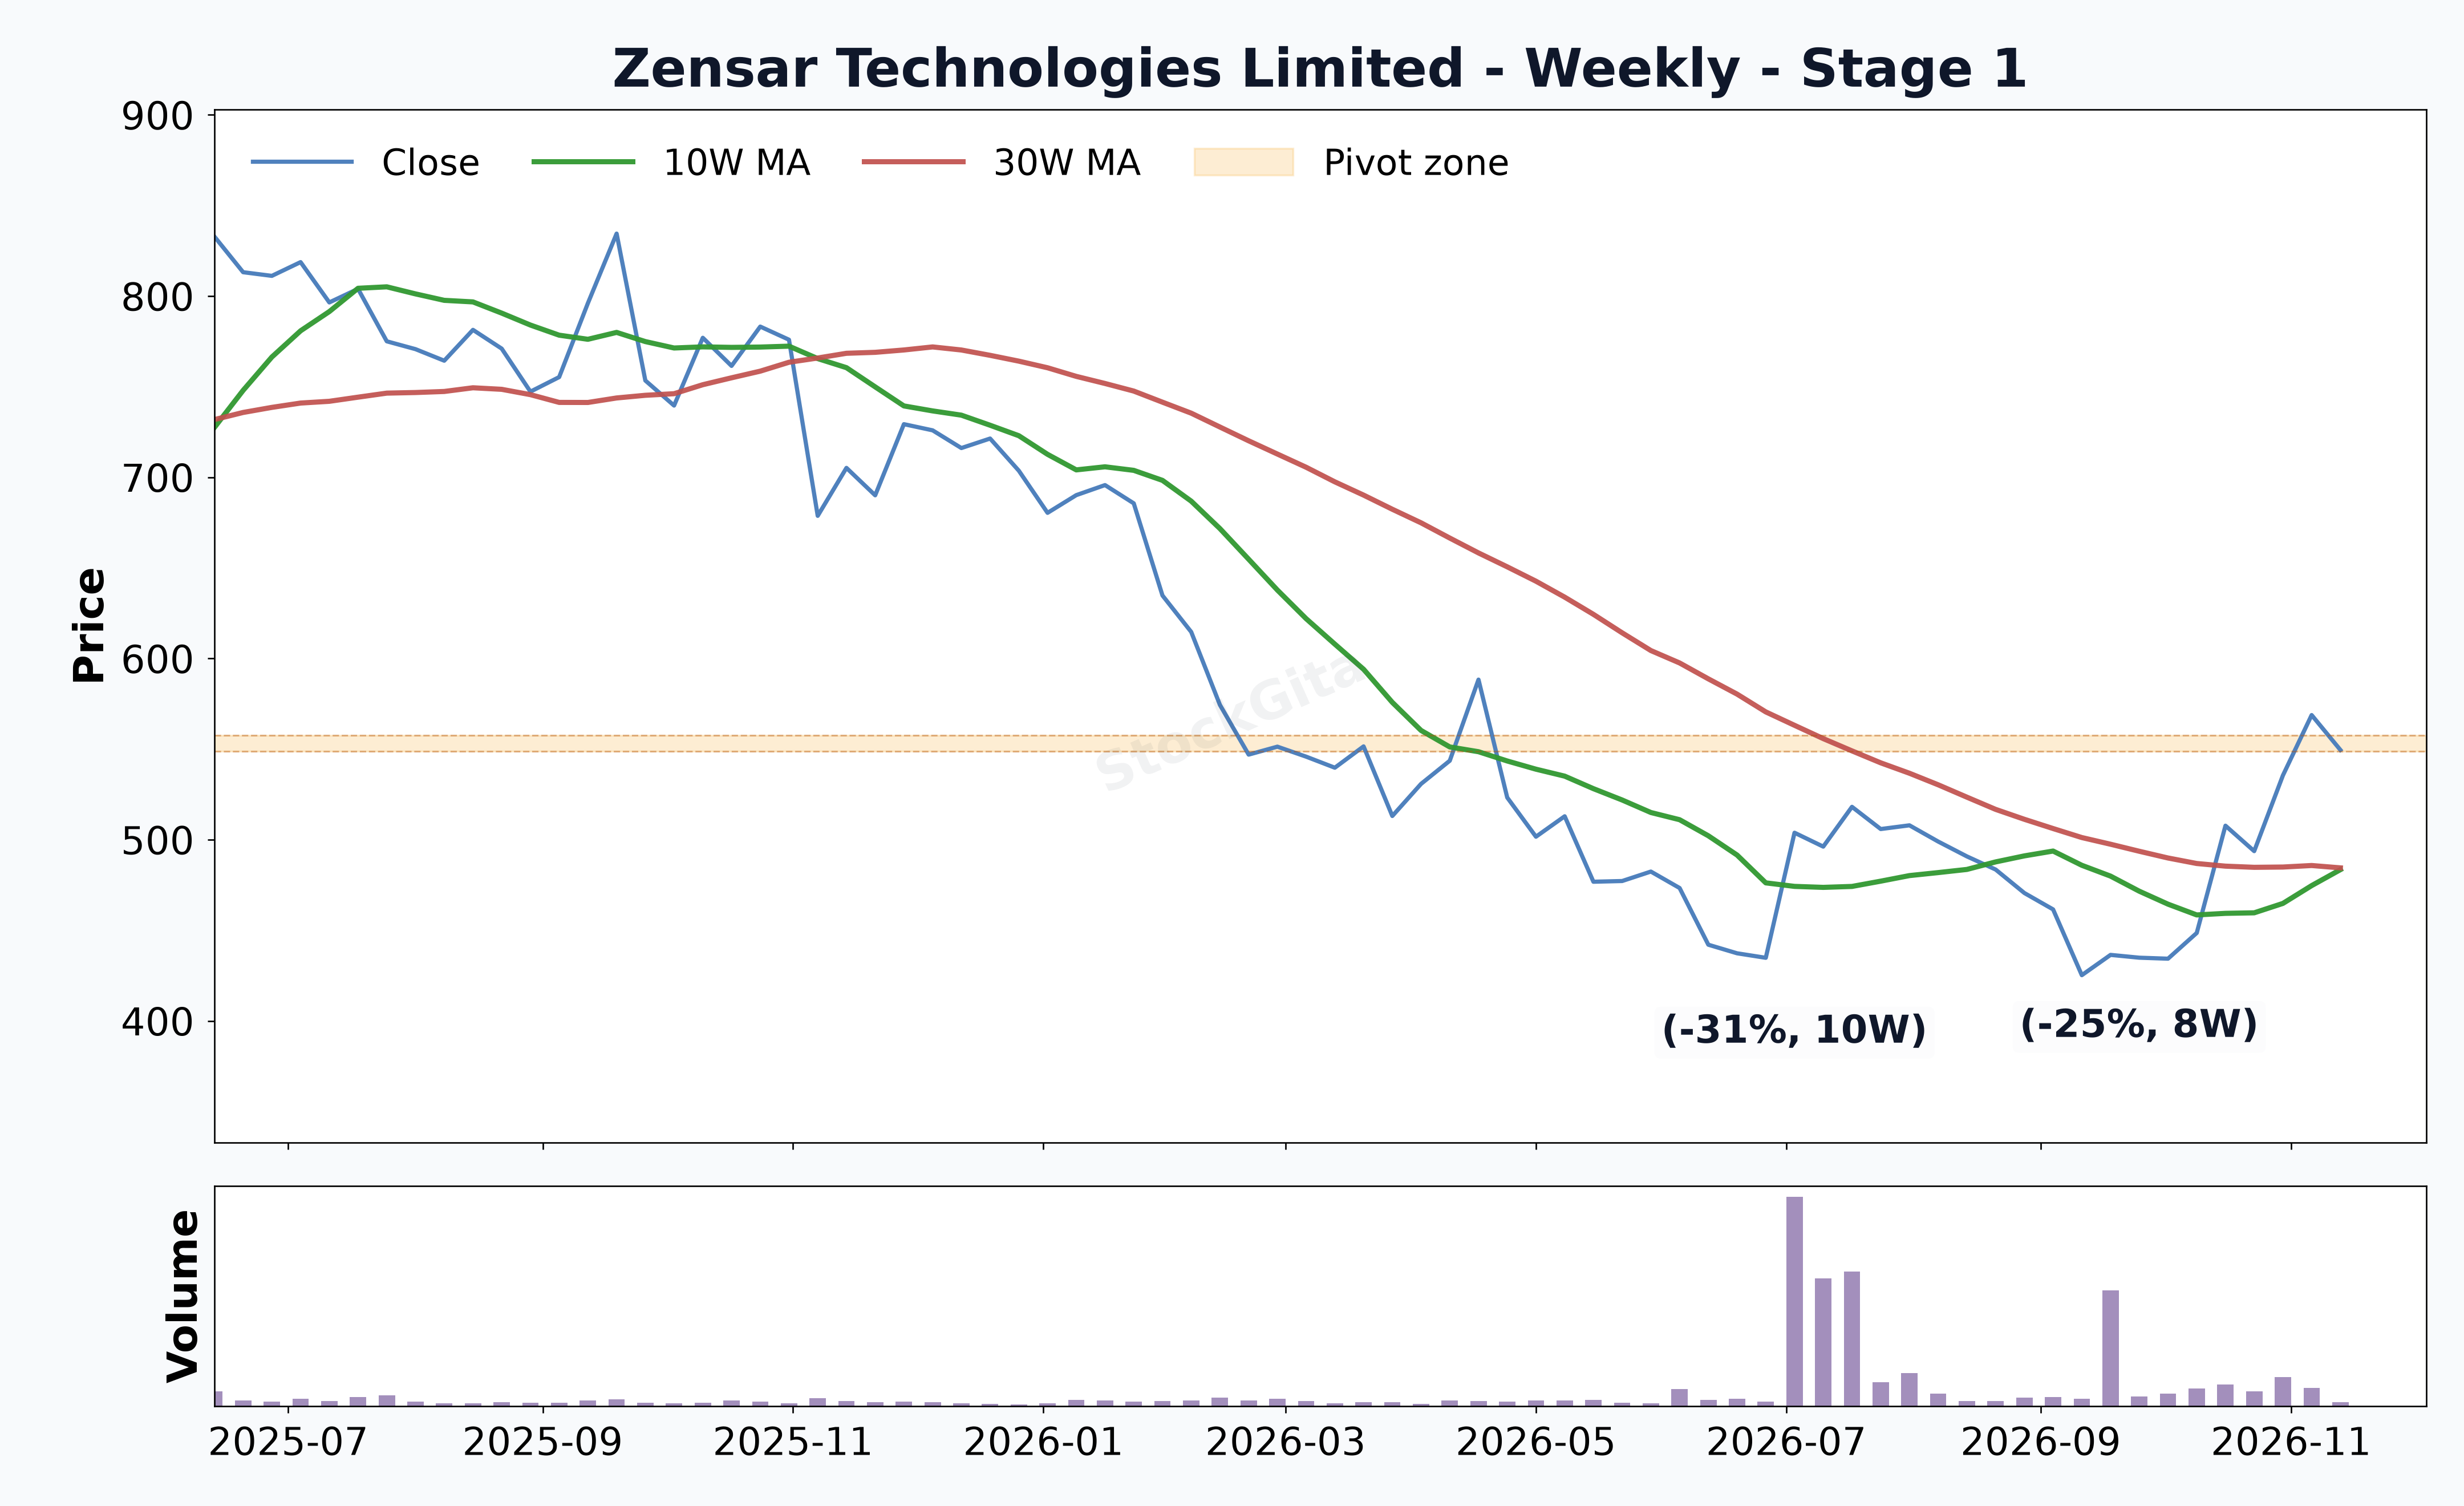 Zensar Technologies Limited - Weekly - Stage 1
Close 10W MA 30W MA Pivot zone
900
800
700
600
500
400
Price
StockGita
(-31%, 10W) (-25%, 8W)
Volume
2025-07 2025-09 2025-11 2026-01 2026-03 2026-05 2026-07 2026-09 2026-11